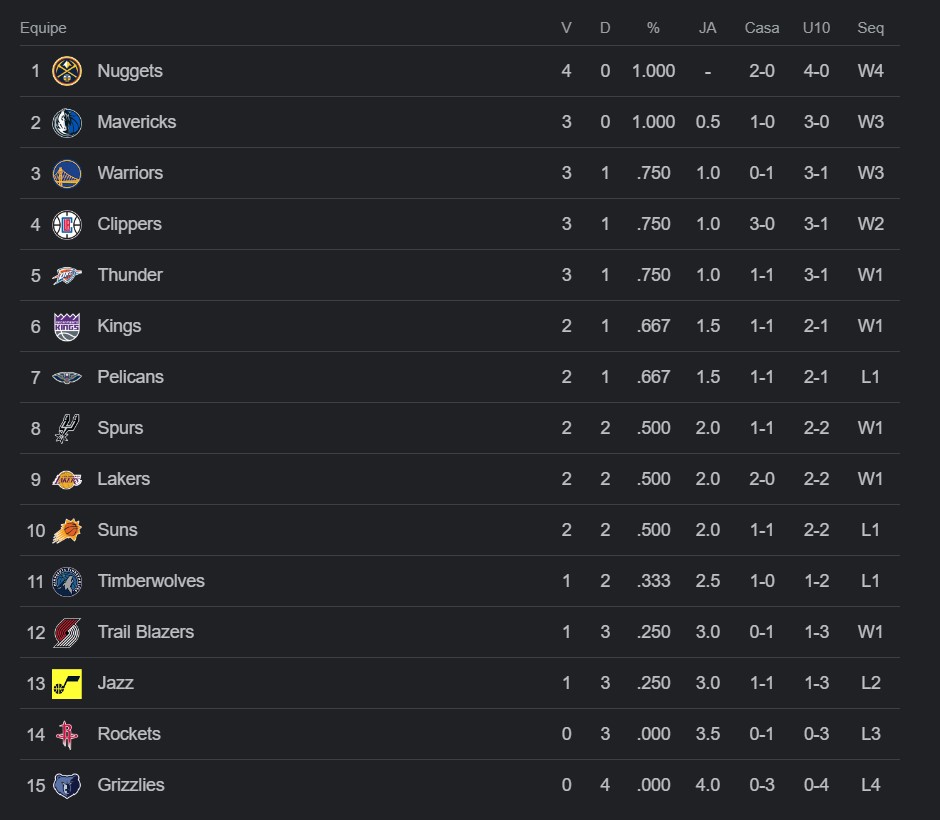 Equipe V D % JA Casa U10 Seq
1 Nuggets 4 0 1.000 - 2-0 4-0 W4
2 Mavericks 3 0 1.000 0.5 1-0 3-0 W3
3 Warriors 3 1 .750 1.0 0-1 3-1 W3
4 Clippers 3 1 .750 1.0 3-0 3-1 W2
5 Thunder 3 1 .750 1.0 1-1 3-1 W1
6 Kings 2 1 .667 1.5 1-1 2-1 W1
7 Pelicans 2 1 .667 1.5 1-1 2-1 L1
8 Spurs 2 2 .500 2.0 1-1 2-2 W1
9 Lakers 2 2 .500 2.0 2-0 2-2 W1
10 Suns 2 2 .500 2.0 1-1 2-2 L1
11 Timberwolves 1 2 .333 2.5 1-0 1-2 L1
12 Trail Blazers 1 3 .250 3.0 0-1 1-3 W1
13 Jazz 1 3 .250 3.0 1-1 1-3 L2
14 Rockets 0 3 .000 3.5 0-1 0-3 L3
15 Grizzlies 0 4 .000 4.0 0-3 0-4 L4